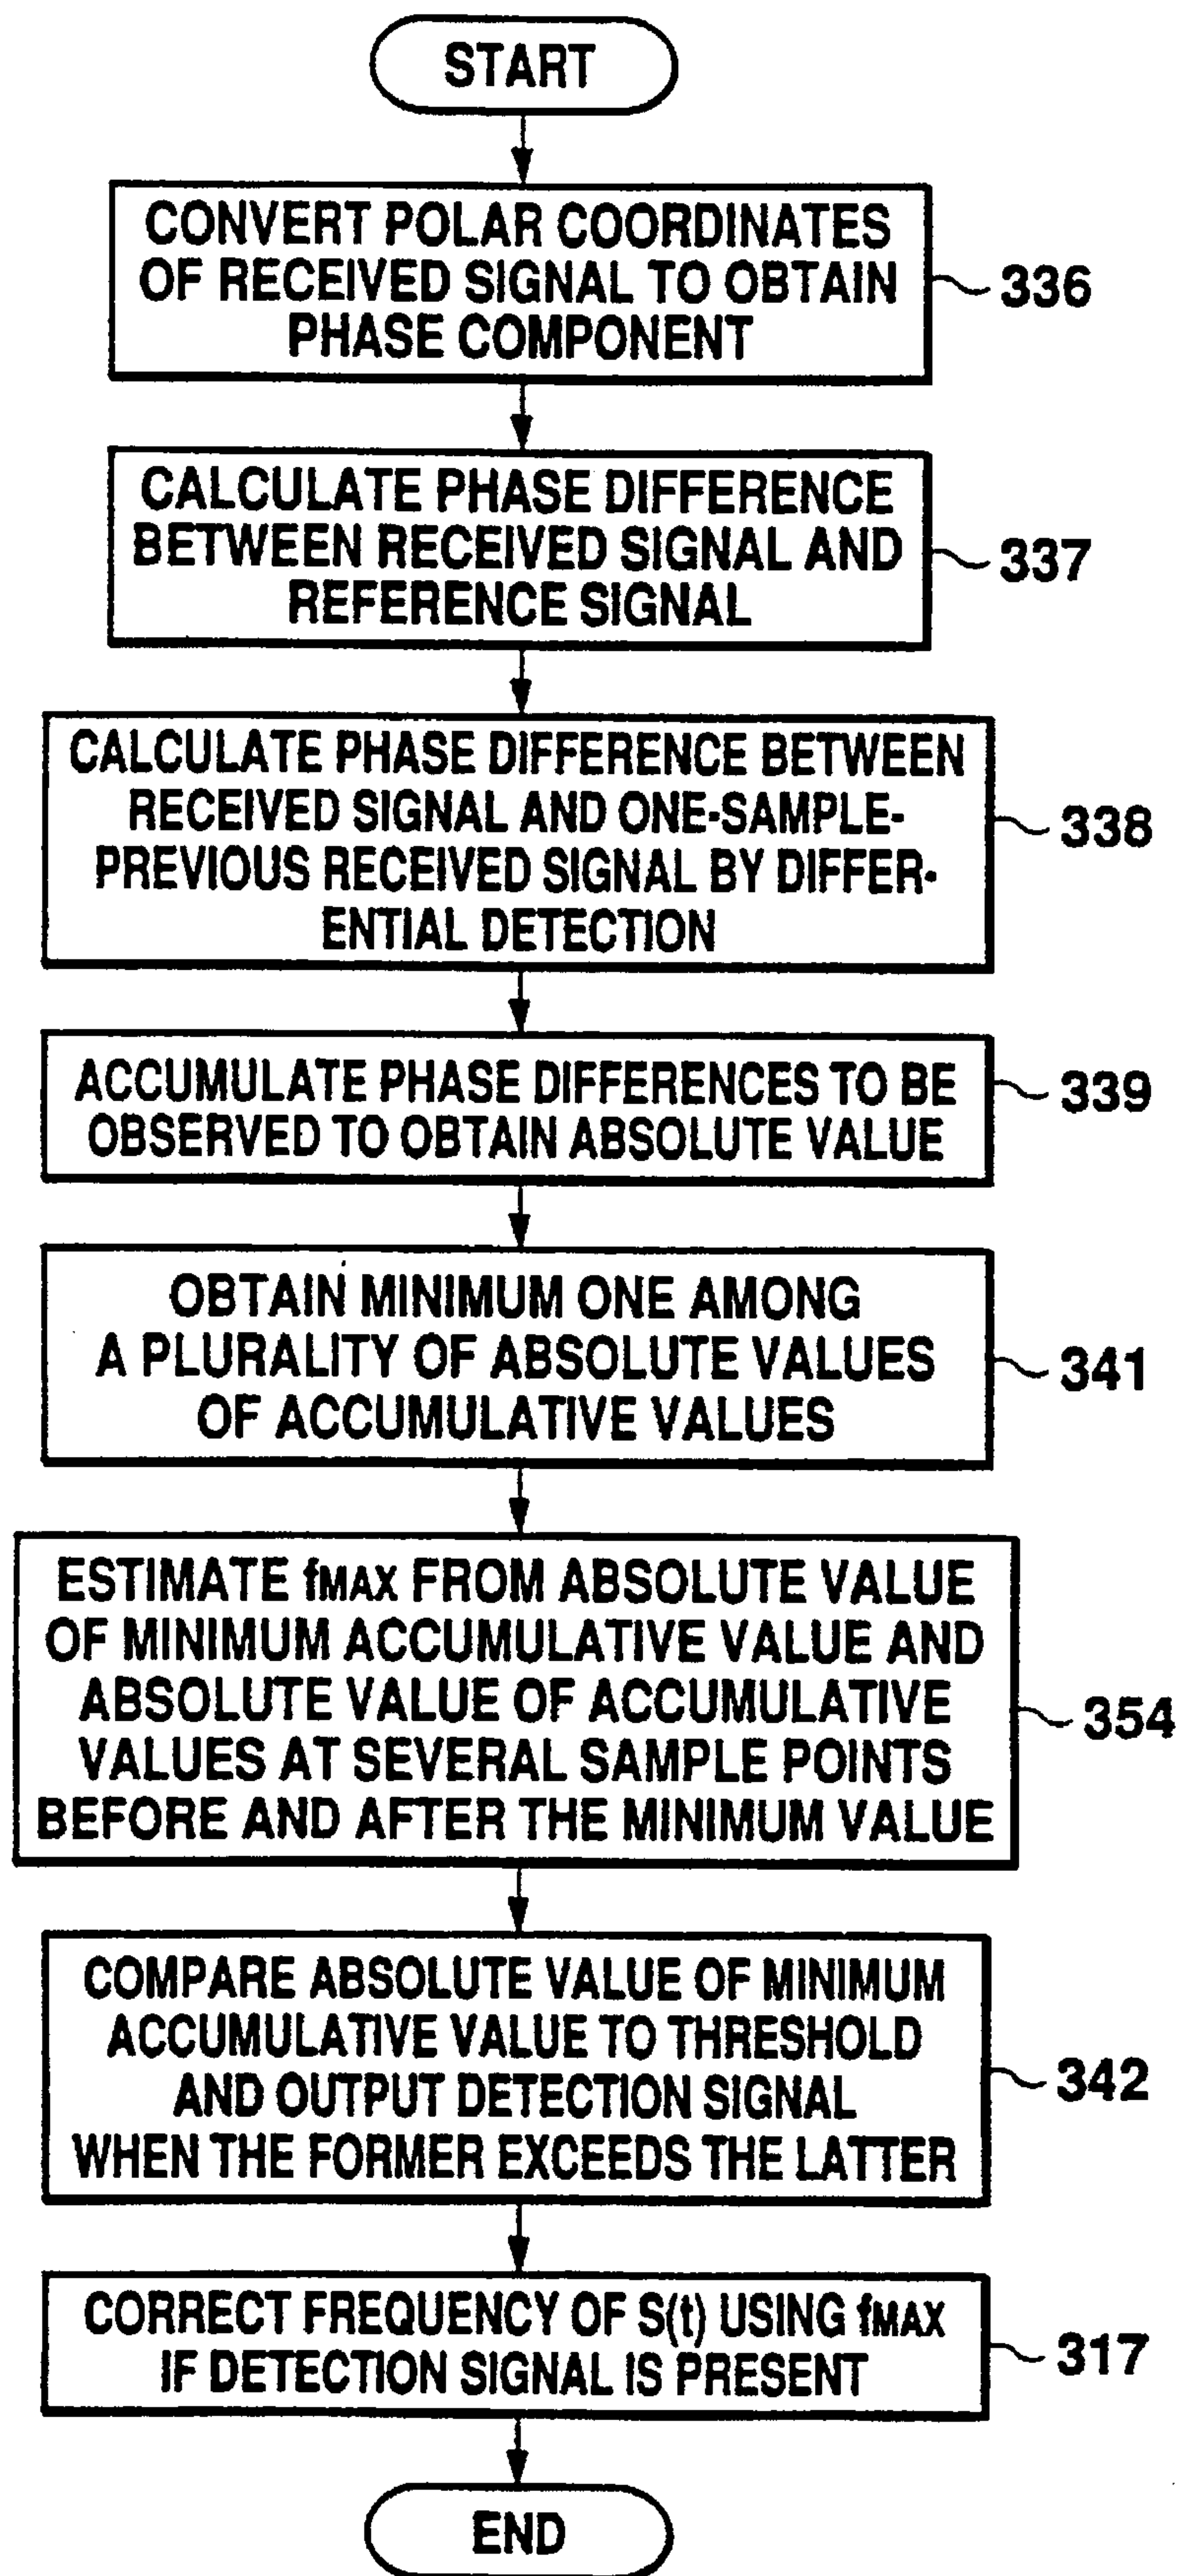 START
CONVERT POLAR COORDINATES
OF RECEIVED SIGNAL TO OBTAIN
PHASE COMPONENT
336
CALCULATE PHASE DIFFERENCE
BETWEEN RECEIVED SIGNAL AND
REFERENCE SIGNAL
337
CALCULATE PHASE DIFFERENCE BETWEEN
RECEIVED SIGNAL AND ONE-SAMPLE-
PREVIOUS RECEIVED SIGNAL BY DIFFER-
ENTIAL DETECTION
338
ACCUMULATE PHASE DIFFERENCES TO BE
OBSERVED TO OBTAIN ABSOLUTE VALUE
339
OBTAIN MINIMUM ONE AMONG
A PLURALITY OF ABSOLUTE VALUES
OF ACCUMULATIVE VALUES
341
ESTIMATE fMAX FROM ABSOLUTE VALUE
OF MINIMUM ACCUMULATIVE VALUE AND
ABSOLUTE VALUE OF ACCUMULATIVE
VALUES AT SEVERAL SAMPLE POINTS
BEFORE AND AFTER THE MINIMUM VALUE
354
COMPARE ABSOLUTE VALUE OF MINIMUM
ACCUMULATIVE VALUE TO THRESHOLD
AND OUTPUT DETECTION SIGNAL
WHEN THE FORMER EXCEEDS THE LATTER
342
CORRECT FREQUENCY OF S(t) USING fMAX
IF DETECTION SIGNAL IS PRESENT
317
END